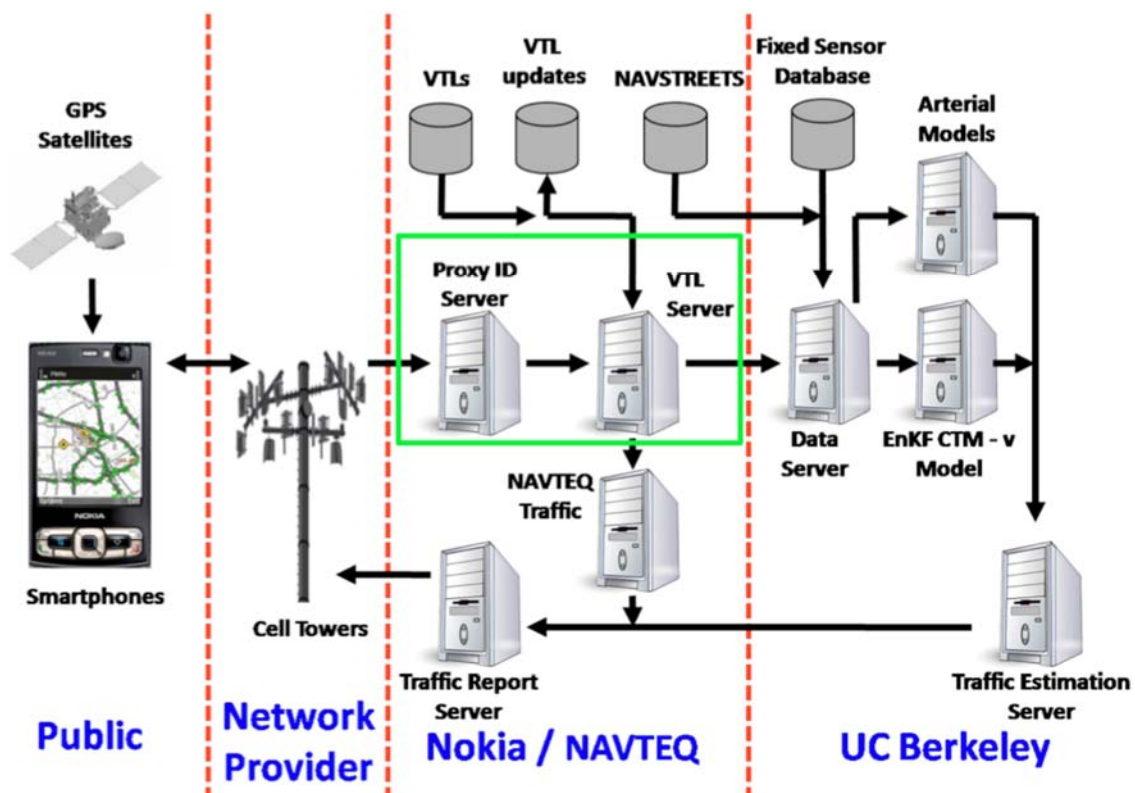 GPS
Satellites
VTLs
VTL
updates
NAVSTREETS
Fixed Sensor
Database
Arterial
Models
Proxy ID
Server
VTL
Server
NOKIA
Smartphones
Cell Towers
Data
Server
EnKF CTM - v
Model
NAVTEQ
Traffic
Traffic Report
Server
Traffic Estimation
Server
Public
Network
Provider
Nokia / NAVTEQ
UC Berkeley